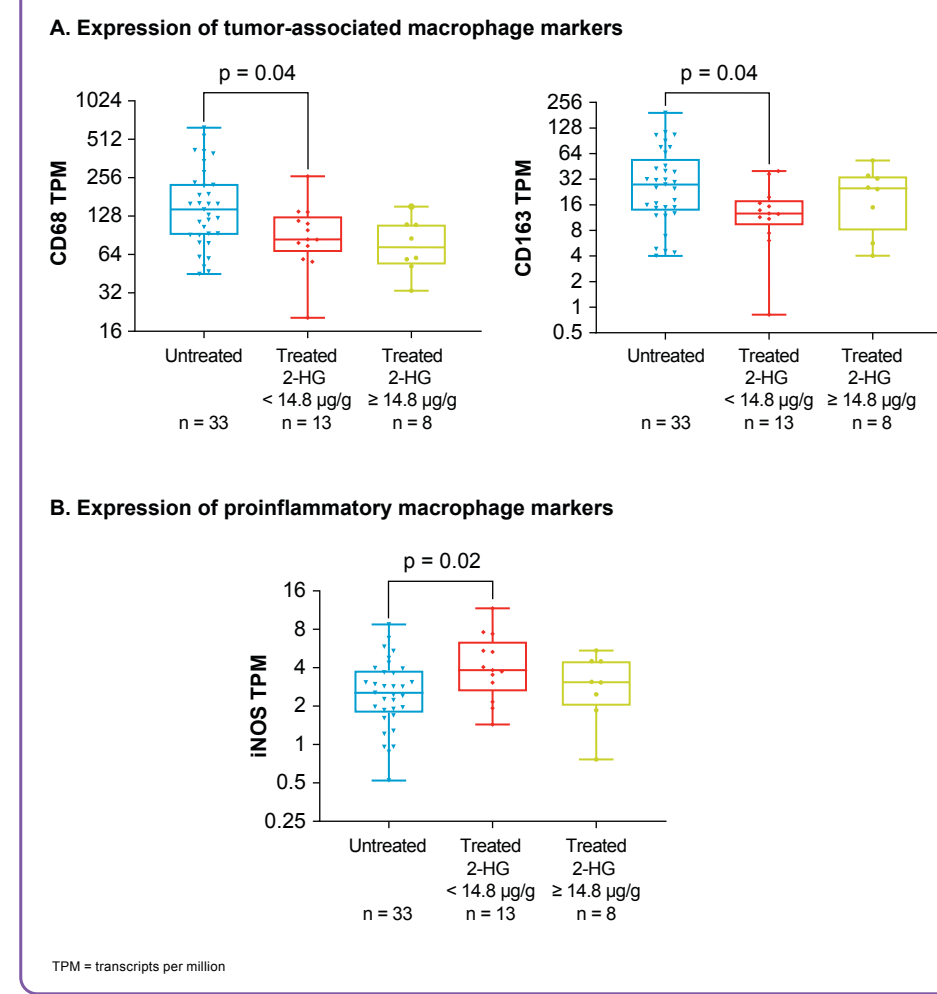 A. Expression of tumor-associated macrophage markers
p = 0.04
CD68 TPM
1024
512
256
128
64
32
16
Untreated
n = 33
Treated
2-HG
< 14.8 µg/g
n = 13
Treated
2-HG
≥ 14.8 µg/g
n = 8
p = 0.04
CD163 TPM
256
128
64
32
16
8
4
2
1
0.5
Untreated
n = 33
Treated
2-HG
< 14.8 µg/g
n = 13
Treated
2-HG
≥ 14.8 µg/g
n = 8
B. Expression of proinflammatory macrophage markers
p = 0.02
iNOS TPM
16
8
4
2
1
0.5
0.25
Untreated
n = 33
Treated
2-HG
< 14.8 µg/g
n = 13
Treated
2-HG
≥ 14.8 µg/g
n = 8
TPM = transcripts per million